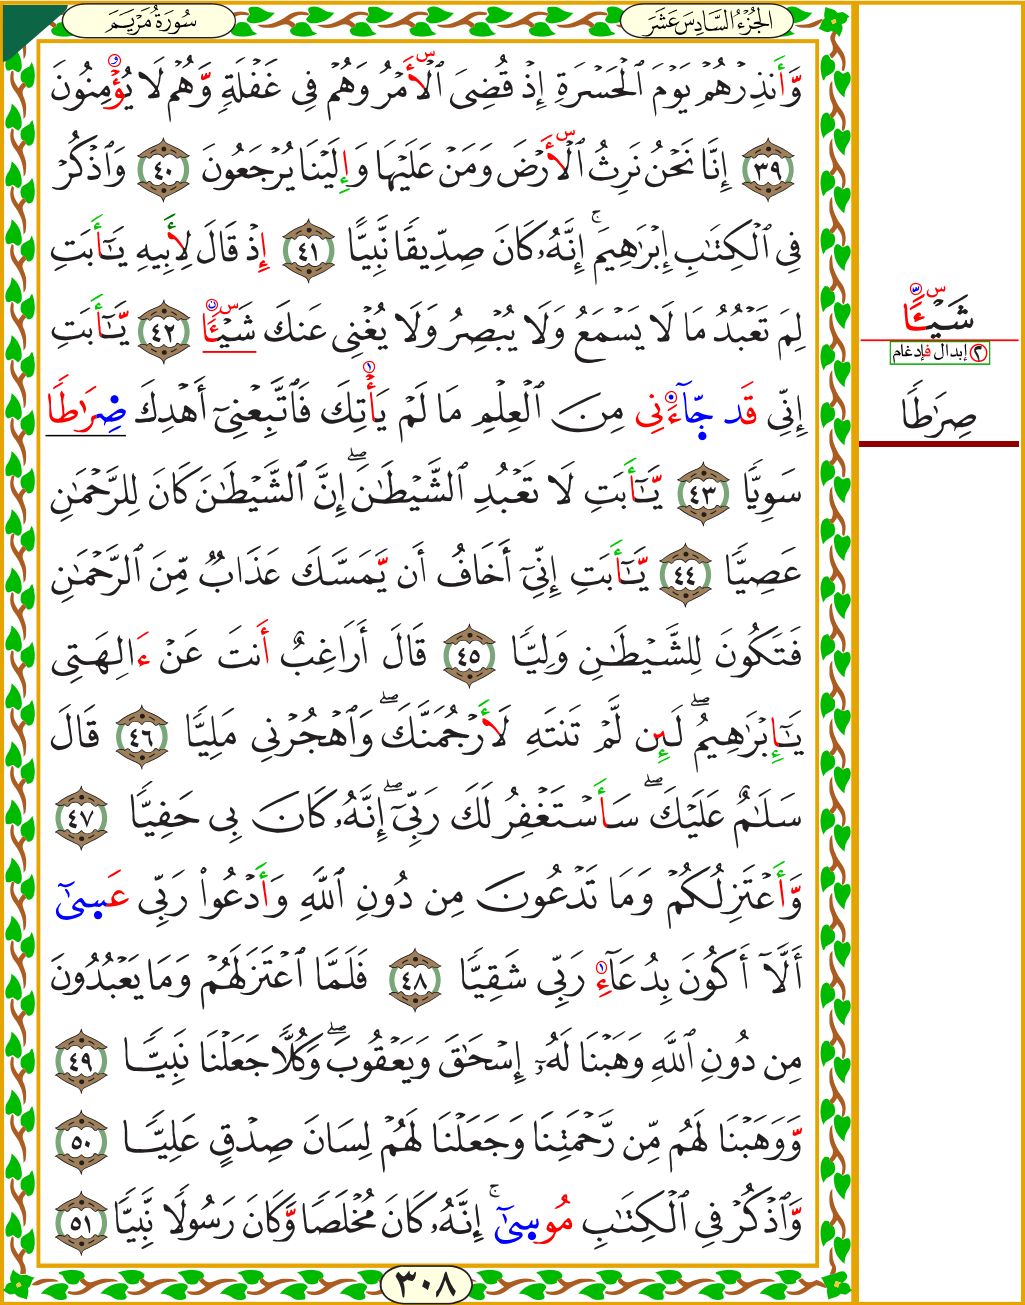 الجُزْءُ السَّادِسَ عَشَرَ
سُورَةُ مَرْيَمَ
وَّأَنذِرْهُمْ يَوْمَ ٱلْحَسْرَةِ إِذْ قُضِىَ ٱلْأَمْرُ وَهُمْ فِى غَفْلَةٍ وَّهُمْ لَا يُؤْمِنُونَ
٣٩ إِنَّا نَحْنُ نَرِثُ ٱلْأَرْضَ وَمَنْ عَلَيْهَا وَإِلَيْنَا يُرْجَعُونَ ٤٠ وَٱذْكُرْ
فِى ٱلْكِتَٰبِ إِبْرَٰهِيمَ ۚ إِنَّهُۥ كَانَ صِدِّيقًا نَّبِيًّا ٤١ إِذْ قَالَ لِأَبِيهِ يَٰٓأَبَتِ
لِمَ تَعْبُدُ مَا لَا يَسْمَعُ وَلَا يُبْصِرُ وَلَا يُغْنِى عَنكَ شَيْـًٔا ٤٢ يَّٰٓأَبَتِ
إِنِّى قَد جَّآءَنِى مِنَ ٱلْعِلْمِ مَا لَمْ يَأْتِكَ فَٱتَّبِعْنِىٓ أَهْدِكَ صِرَٰطًا
سَوِيًّا ٤٣ يَّٰٓأَبَتِ لَا تَعْبُدِ ٱلشَّيْطَٰنَ ۖ إِنَّ ٱلشَّيْطَٰنَ كَانَ لِلرَّحْمَٰنِ
عَصِيًّا ٤٤ يَّٰٓأَبَتِ إِنِّىٓ أَخَافُ أَن يَّمَسَّكَ عَذَابٌ مِّنَ ٱلرَّحْمَٰنِ
فَتَكُونَ لِلشَّيْطَٰنِ وَلِيًّا ٤٥ قَالَ أَرَاغِبٌ أَنتَ عَنْ ءَالِهَتِى
يَٰٓإِبْرَٰهِيمُ ۖ لَئِن لَّمْ تَنتَهِ لَأَرْجُمَنَّكَ ۖ وَٱهْجُرْنِى مَلِيًّا ٤٦ قَالَ
سَلَٰمٌ عَلَيْكَ ۖ سَأَسْتَغْفِرُ لَكَ رَبِّىٓ ۖ إِنَّهُۥ كَانَ بِى حَفِيًّا ٤٧
وَّأَعْتَزِلُكُمْ وَمَا تَدْعُونَ مِن دُونِ ٱللَّهِ وَأَدْعُوا۟ رَبِّى عَسِىٰٓ
أَلَّآ أَكُونَ بِدُعَآءِ رَبِّى شَقِيًّا ٤٨ فَلَمَّا ٱعْتَزَلَهُمْ وَمَا يَعْبُدُونَ
مِن دُونِ ٱللَّهِ وَهَبْنَا لَهُۥٓ إِسْحَٰقَ وَيَعْقُوبَ ۖ وَكُلًّا جَعَلْنَا نَبِيًّا ٤٩
وَّوَهَبْنَا لَهُم مِّن رَّحْمَتِنَا وَجَعَلْنَا لَهُمْ لِسَانَ صِدْقٍ عَلِيًّا ٥٠
وَّٱذْكُرْ فِى ٱلْكِتَٰبِ مُوسِىٰٓ ۚ إِنَّهُۥ كَانَ مُخْلَصًا وَّكَانَ رَسُولًا نَّبِيًّا ٥١
٣٠٨
شَيْـًٔا
٢ إبدال فإدغام
صِرَٰطًا